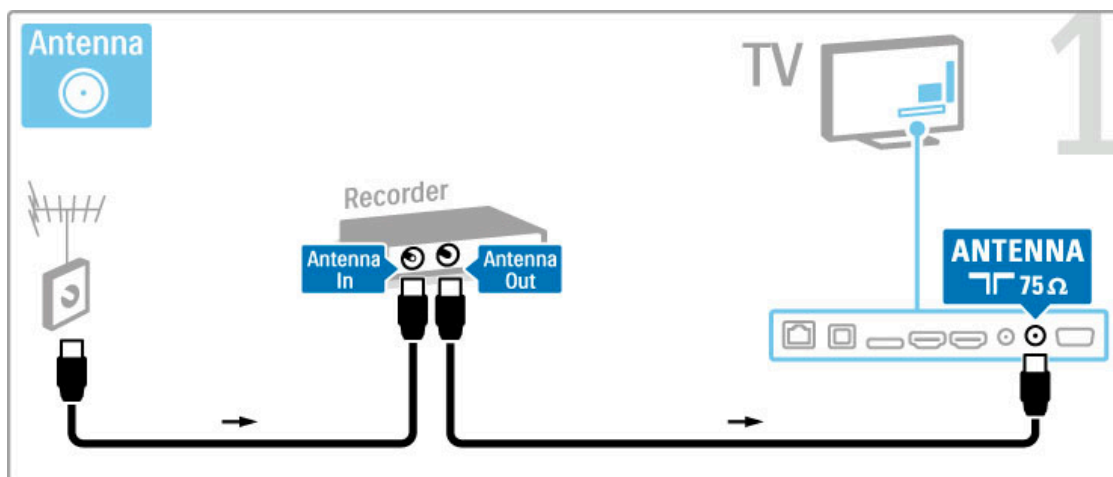 Antenna
TV
1
Recorder
Antenna
In
Antenna
Out
ANTENNA
75 Ω